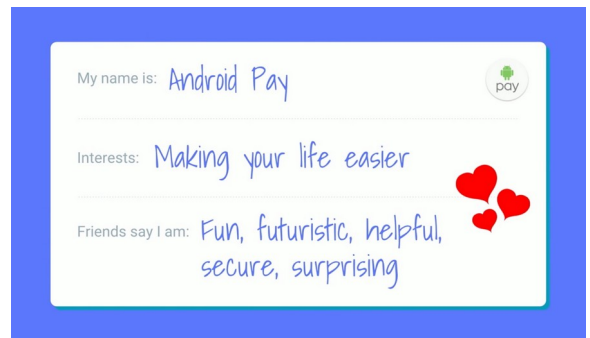 My name is: Android Pay
pay
Interests: Making your life easier
Friends say I am: Fun, futuristic, helpful,
secure, surprising